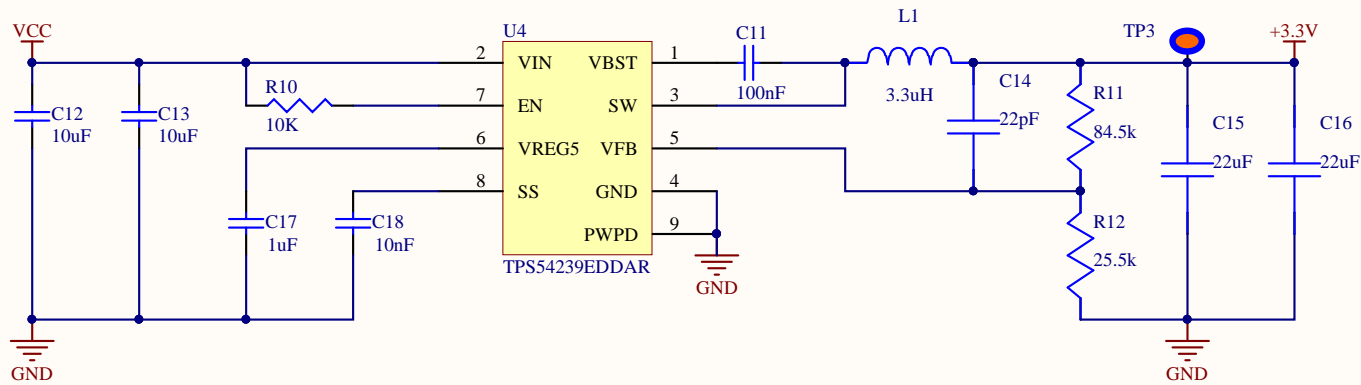 VCC
C12
10uF
C13
10uF
R10
10K
C17
1uF
C18
10nF
GND
U4
2
VIN
VBST
1
7
EN
SW
3
6
VREG5
VFB
5
8
SS
GND
4
PWPD
9
TPS54239EDDAR
GND
C11
100nF
L1
3.3uH
C14
22pF
R11
84.5k
R12
25.5k
TP3
C15
22uF
+3.3V
C16
22uF
GND